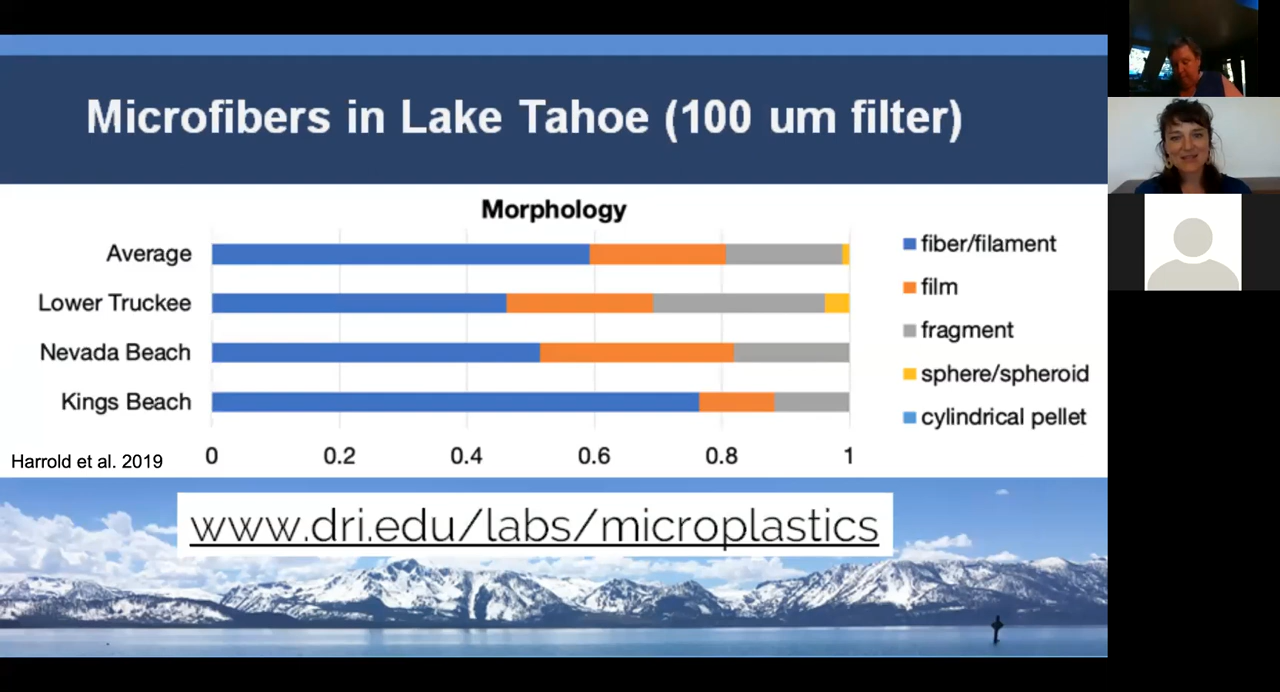 Microfibers in Lake Tahoe (100 um filter)
Morphology
Average
Lower Truckee
Nevada Beach
Kings Beach
0 0.2 0.4 0.6 0.8 1
fiber/filament
film
fragment
sphere/spheroid
cylindrical pellet
Harrold et al. 2019
www.dri.edu/labs/microplastics